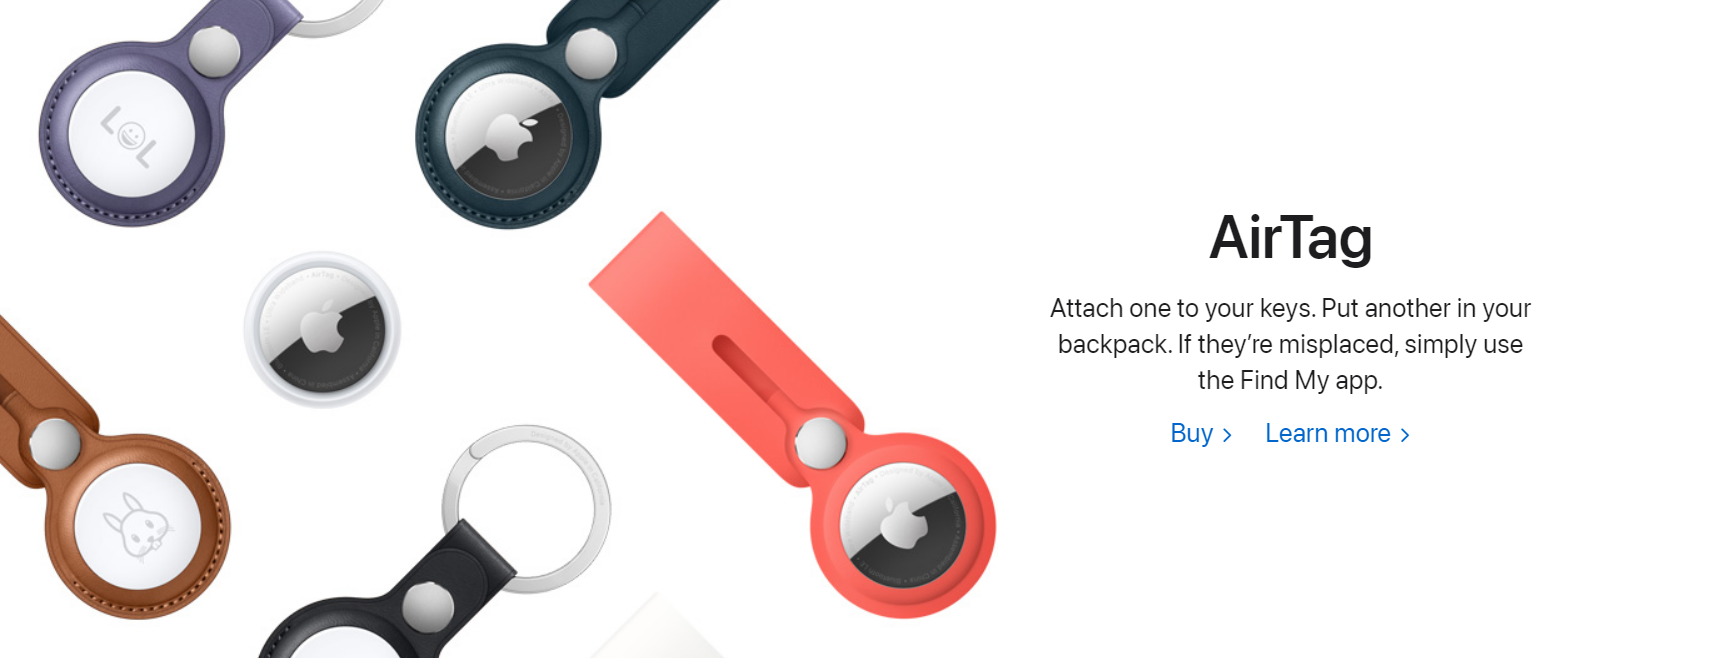 LOL
AirTag
Attach one to your keys. Put another in your
backpack. If they’re misplaced, simply use
the Find My app.
Buy > Learn more >